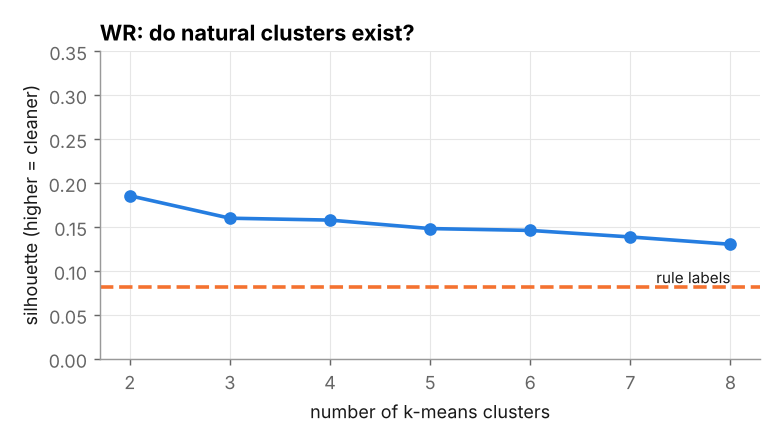 WR: do natural clusters exist?
silhouette (higher = cleaner)
0.35
0.30
0.25
0.20
0.15
0.10
0.05
0.00
rule labels
2 3 4 5 6 7 8
number of k-means clusters